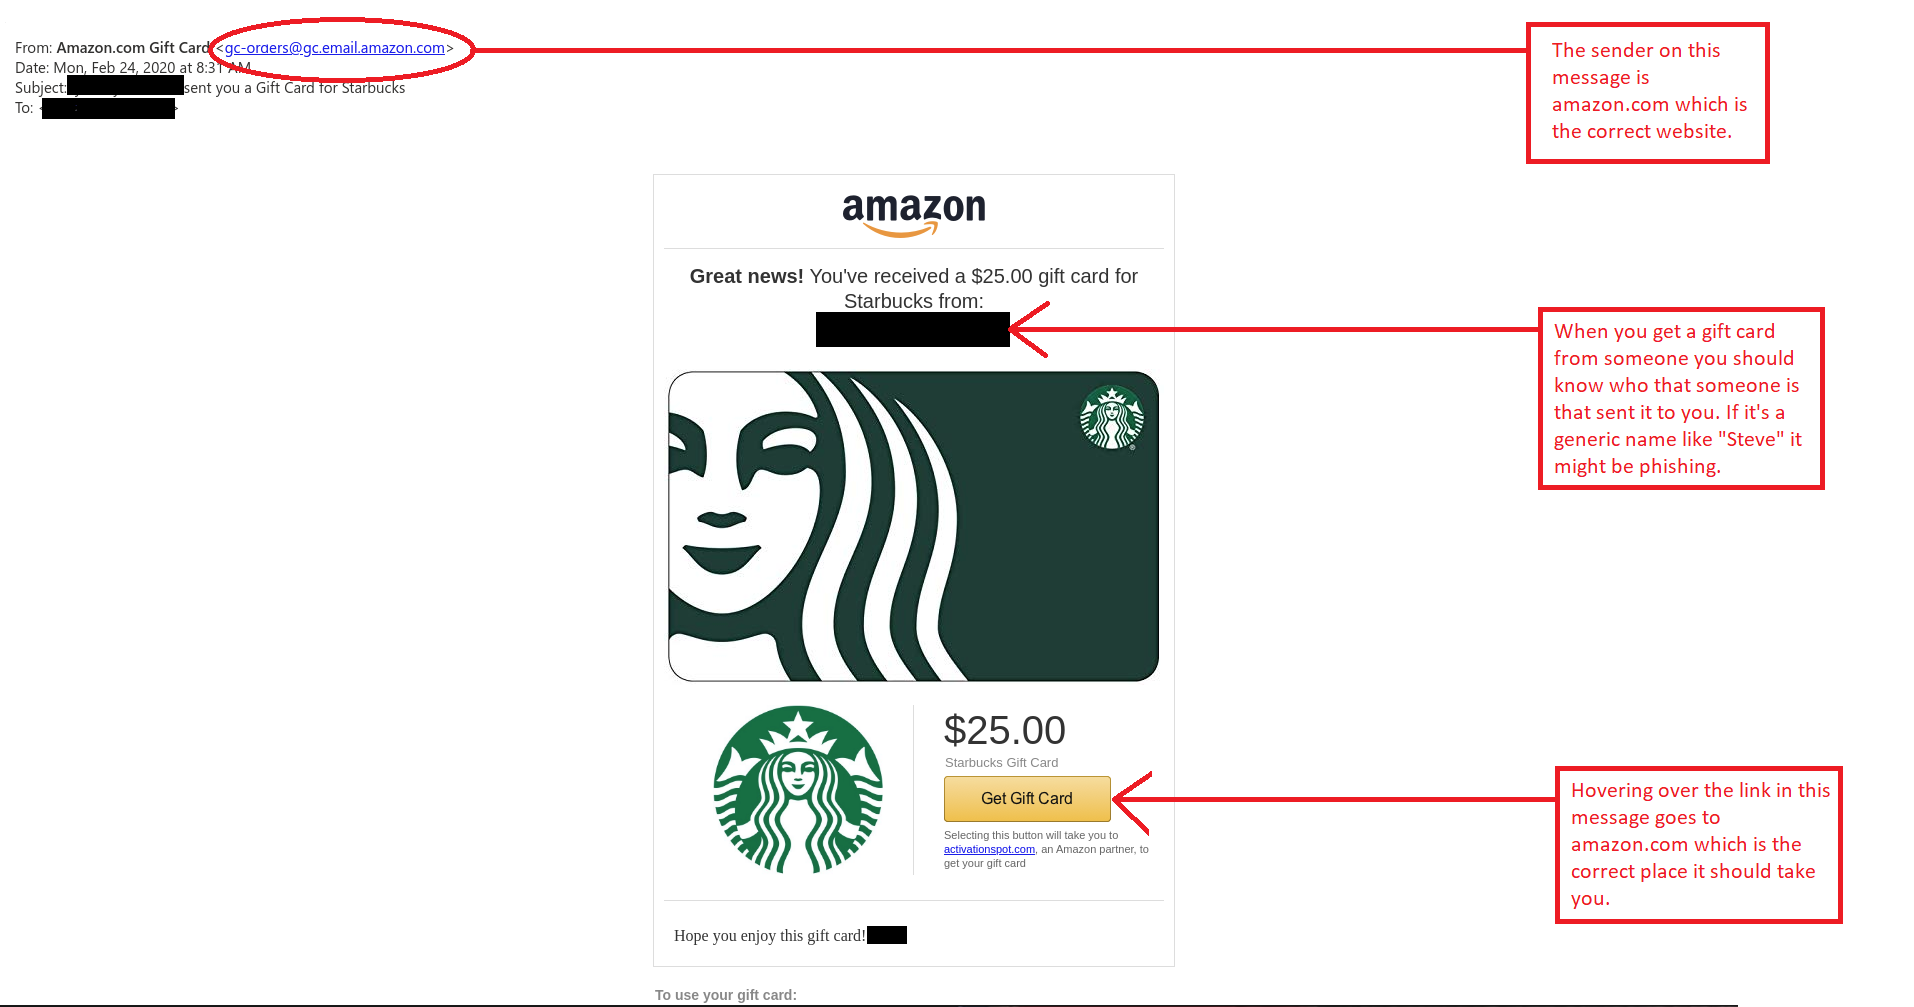 From: Amazon.com Gift Card <gc-orders@gc.email.amazon.com>
Date: Mon, Feb 24, 2020 at 8:31 AM
Subject: sent you a Gift Card for Starbucks
To: < >
The sender on this
message is
amazon.com which is
the correct website.
amazon
Great news! You've received a $25.00 gift card for
Starbucks from:
When you get a gift card
from someone you should
know who that someone is
that sent it to you. If it's a
generic name like "Steve" it
might be phishing.
$25.00
Starbucks Gift Card
Get Gift Card
Selecting this button will take you to
activationspot.com, an Amazon partner, to
get your gift card
Hovering over the link in this
message goes to
amazon.com which is the
correct place it should take
you.
Hope you enjoy this gift card!
To use your gift card: